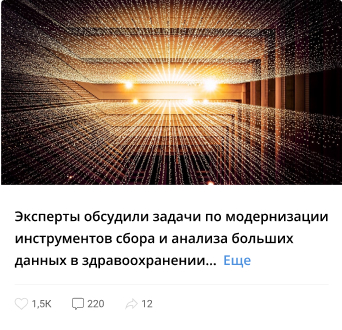 Эксперты обсудили задачи по модернизации
инструментов сбора и анализа больших
данных в здравоохранении... Еще
1,5K 220 12